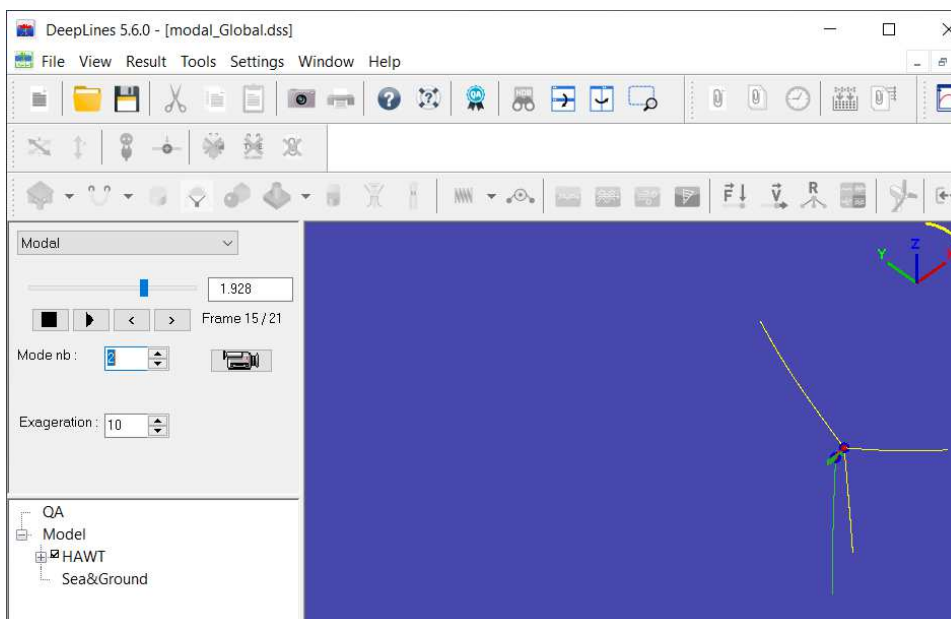 DeepLines 5.6.0 - [modal_Global.dss]
File View Result Tools Settings Window Help
F V R
Modal
1.928
Frame 15 / 21
Mode nb : 2
Exageration : 10
QA
Model
HAWT
Sea&Ground
Y Z